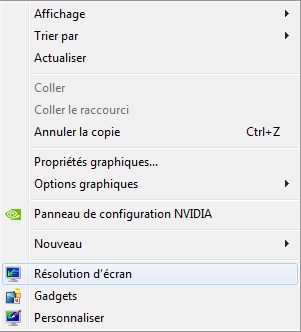 Affichage
Trier par
Actualiser
Coller
Coller le raccourci
Annuler la copie Ctrl+Z
Propriétés graphiques...
Options graphiques
Panneau de configuration NVIDIA
Nouveau
Résolution d'écran
Gadgets
Personnaliser